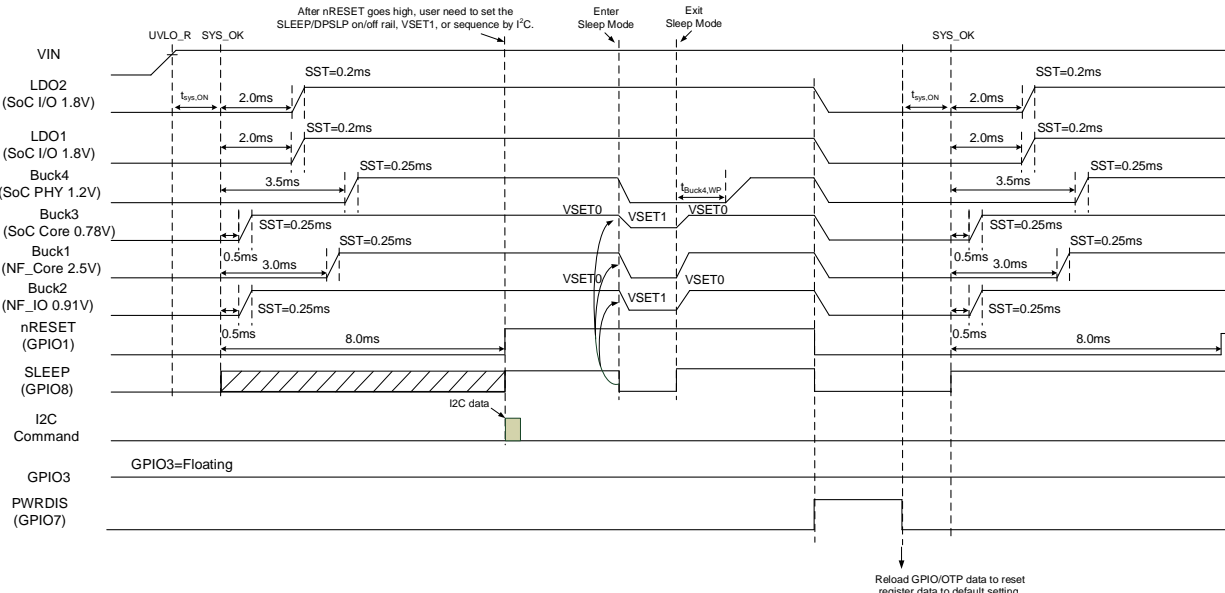 After nRESET goes high, user need to set the
SLEEP/DPSLP on/off rail, VSET1, or sequence by I²C.
Enter
Sleep Mode
Exit
Sleep Mode
UVLO_R SYS_OK
SYS_OK
VIN
LDO2
(SoC I/O 1.8V)
tsys,ON
2.0ms
SST=0.2ms
tsys,ON
2.0ms
SST=0.2ms
LDO1
(SoC I/O 1.8V)
2.0ms
SST=0.2ms
2.0ms
SST=0.2ms
Buck4
(SoC PHY 1.2V)
3.5ms
SST=0.25ms
tBuck4,WP
3.5ms
SST=0.25ms
Buck3
(SoC Core 0.78V)
0.5ms
SST=0.25ms
VSET0
VSET1
VSET0
0.5ms
SST=0.25ms
Buck1
(NF_Core 2.5V)
3.0ms
SST=0.25ms
3.0ms
SST=0.25ms
Buck2
(NF_IO 0.91V)
0.5ms
SST=0.25ms
VSET0
VSET1
VSET0
0.5ms
SST=0.25ms
nRESET
(GPIO1)
8.0ms
8.0ms
SLEEP
(GPIO8)
I2C data
I2C
Command
GPIO3=Floating
GPIO3
PWRDIS
(GPIO7)
Reload GPIO/OTP data to reset
register data to default setting